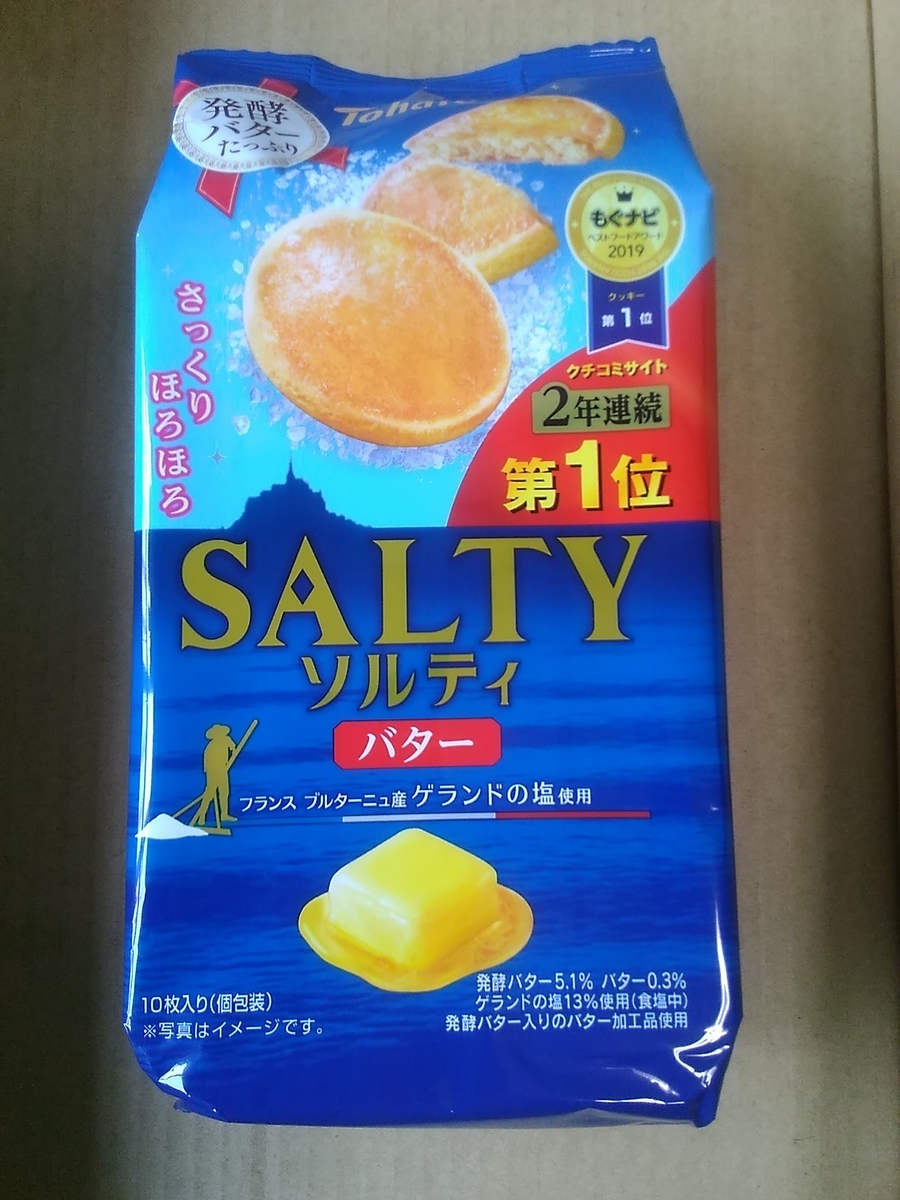 発酵
バター
たっぷり
もぐナビ
ベストフードアワード
2019
クッキー
第1位
クチコミサイト
2年連続
第1位
さっくり
ほろほろ
SALTY
ソルティ
バター
フランス ブルターニュ産 ゲランドの塩使用
10枚入り(個包装)
※写真はイメージです。
発酵バター5.1% バター0.3%
ゲランドの塩13%使用(食塩中)
発酵バター入りのバター加工品使用